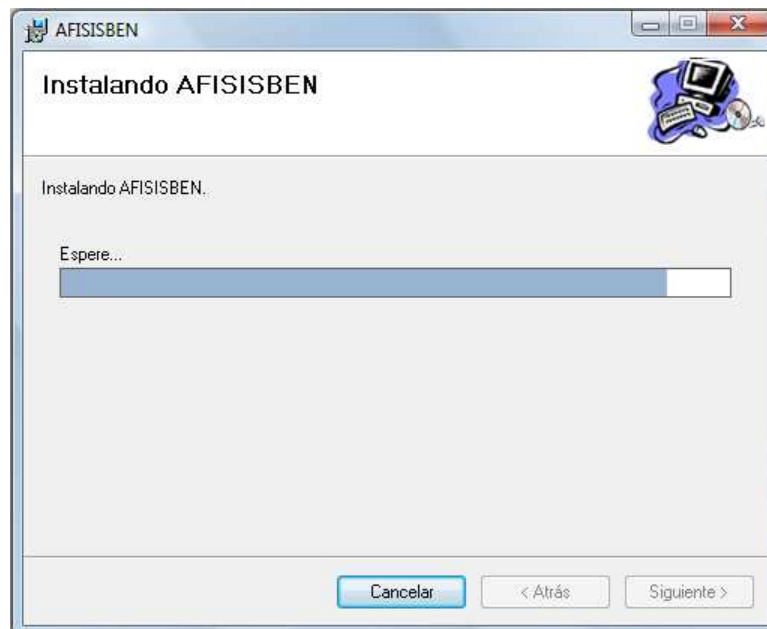 AFISISBEN
Instalando AFISISBEN
Instalando AFISISBEN.
Espere...
Cancelar
< Atrás
Siguiente >